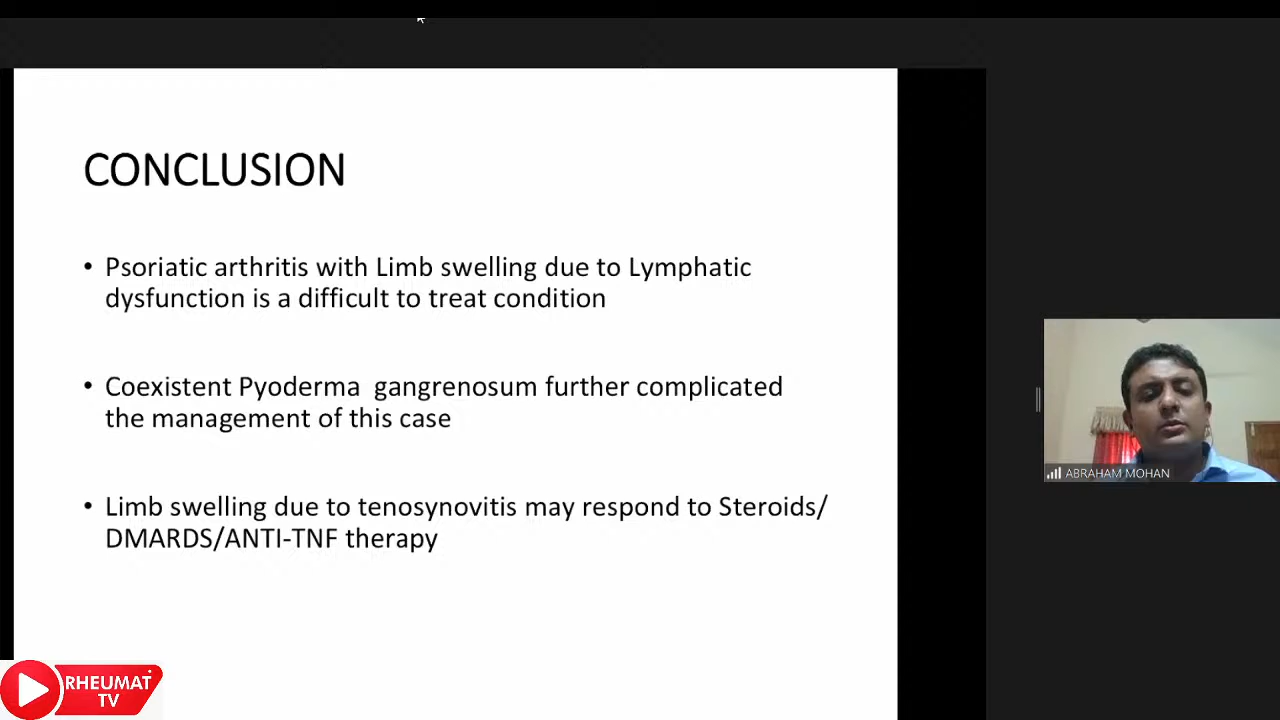 CONCLUSION
• Psoriatic arthritis with Limb swelling due to Lymphatic
dysfunction is a difficult to treat condition
• Coexistent Pyoderma  gangrenosum further complicated
the management of this case
• Limb swelling due to tenosynovitis may respond to Steroids/
DMARDS/ANTI-TNF therapy
ABRAHAM MOHAN
RHEUMAT
TV